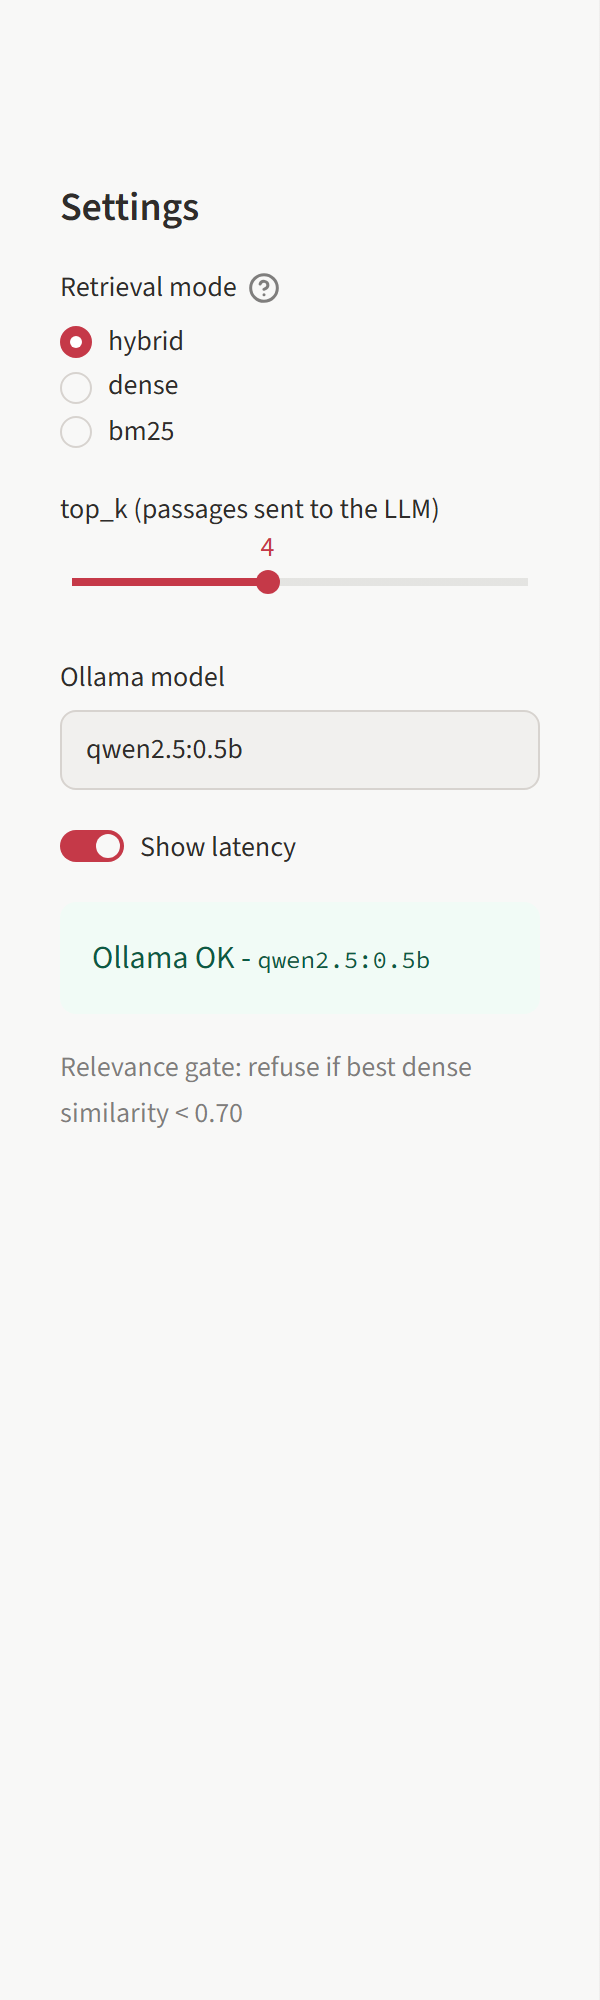 Settings
Retrieval mode
hybrid
dense
bm25
top_k (passages sent to the LLM)
4
Ollama model
qwen2.5:0.5b
Show latency
Ollama OK - qwen2.5:0.5b
Relevance gate: refuse if best dense
similarity < 0.70